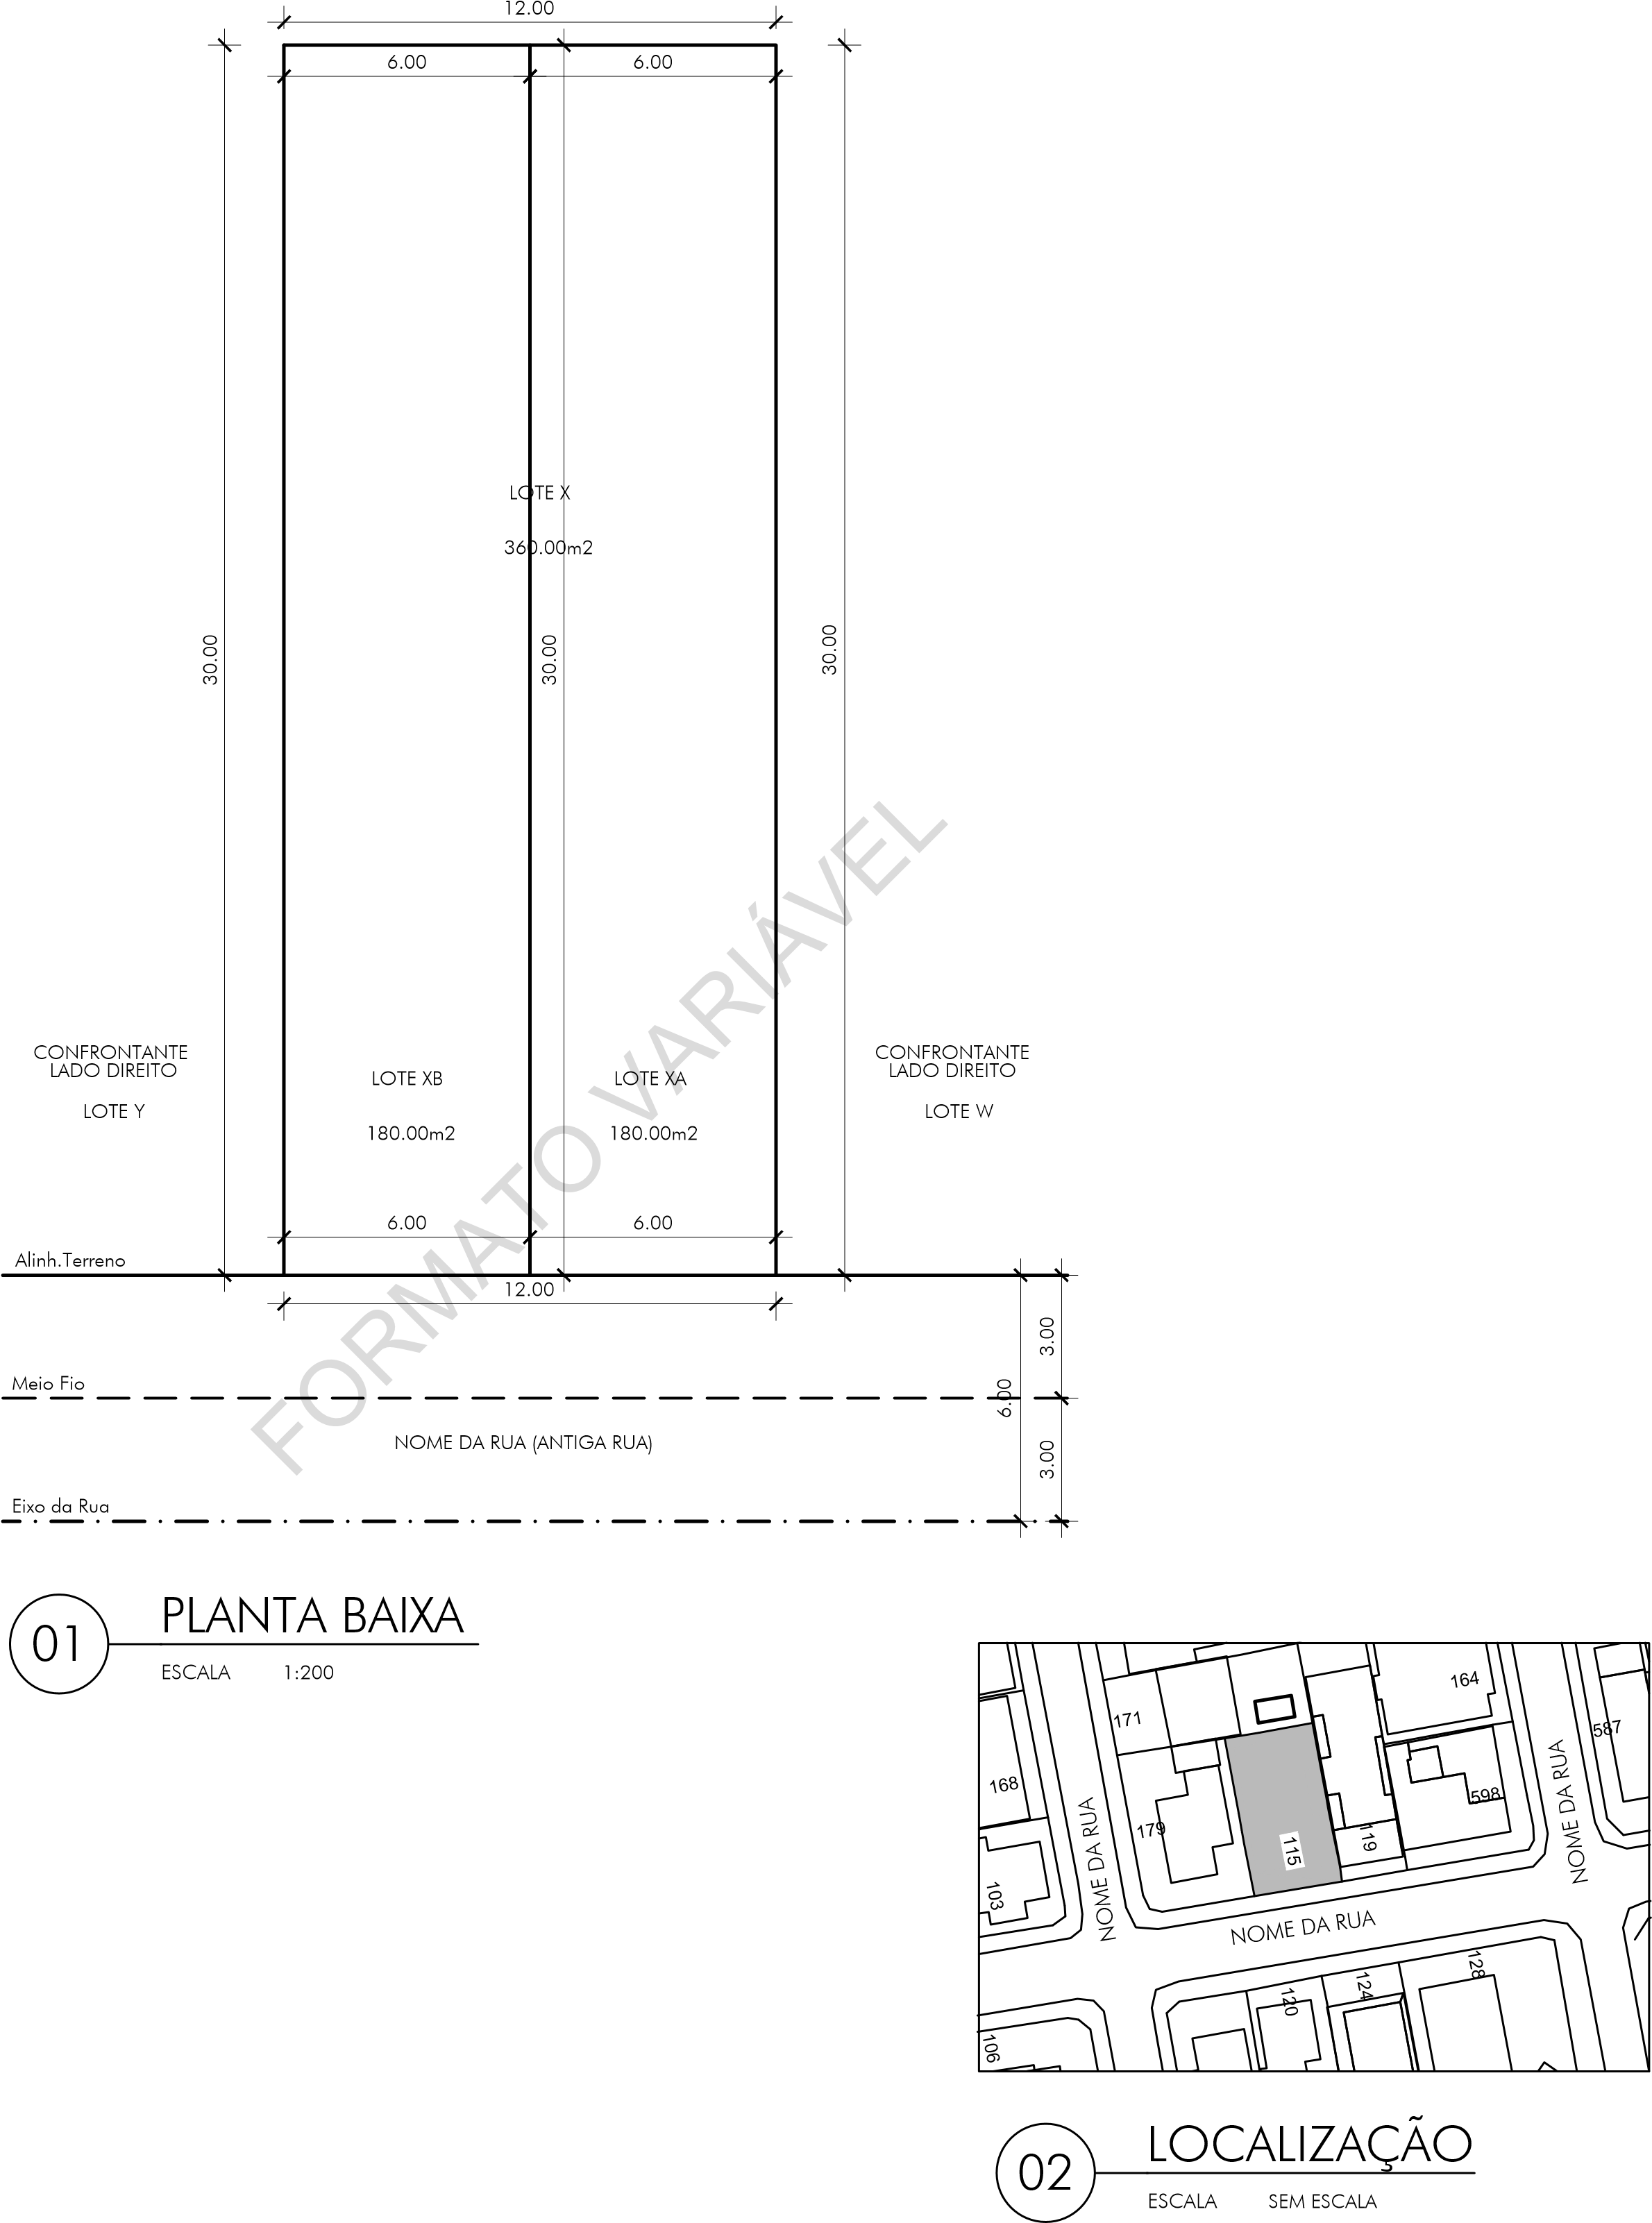 12.00
6.00
6.00
LOTE X
360.00m2
30.00
30.00
30.00
FORMATO VARIÁVEL
CONFRONTANTE
LADO DIREITO
LOTE Y
LOTE XB
180.00m2
LOTE XA
180.00m2
CONFRONTANTE
LADO DIREITO
LOTE W
6.00
6.00
Alinh.Terreno
12.00
3.00
Meio Fio
6.00
NOME DA RUA (ANTIGA RUA)
3.00
Eixo da Rua
01
PLANTA BAIXA
ESCALA 1:200
164
171
587
168
598
179
119
115
103
NOME DA RUA
NOME DA RUA
NOME DA RUA
128
124
120
106
02
LOCALIZAÇÃO
ESCALA SEM ESCALA